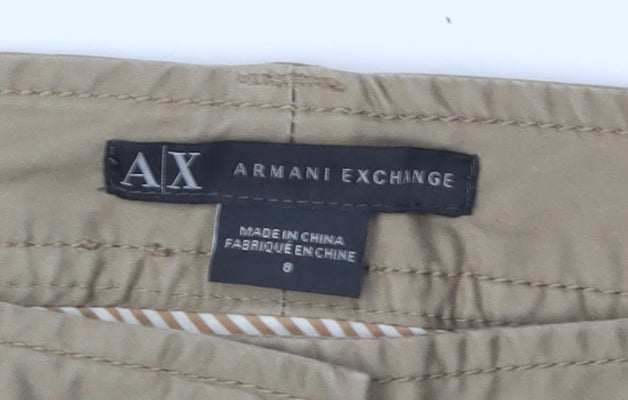 A|X ARMANI EXCHANGE
MADE IN CHINA
FABRIQUÉ EN CHINE
8